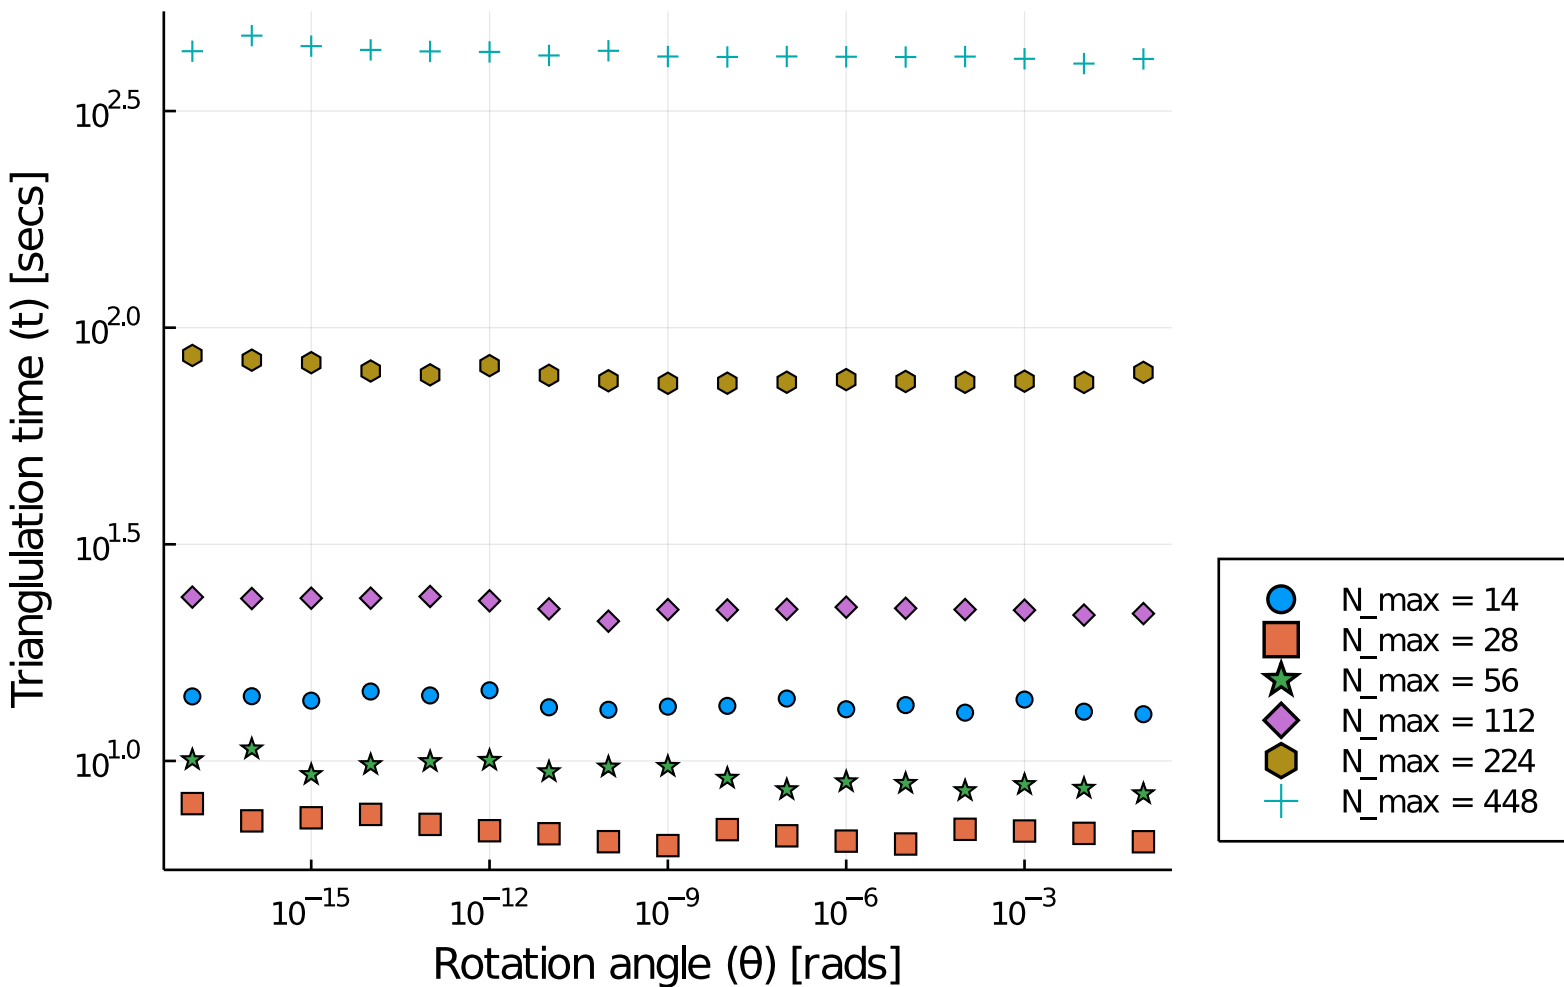 Trianglulation time (t) [secs]
10^2.5
10^2.0
10^1.5
10^1.0
10^−15 10^−12 10^−9 10^−6 10^−3
Rotation angle (θ) [rads]
N_max = 14
N_max = 28
N_max = 56
N_max = 112
N_max = 224
N_max = 448